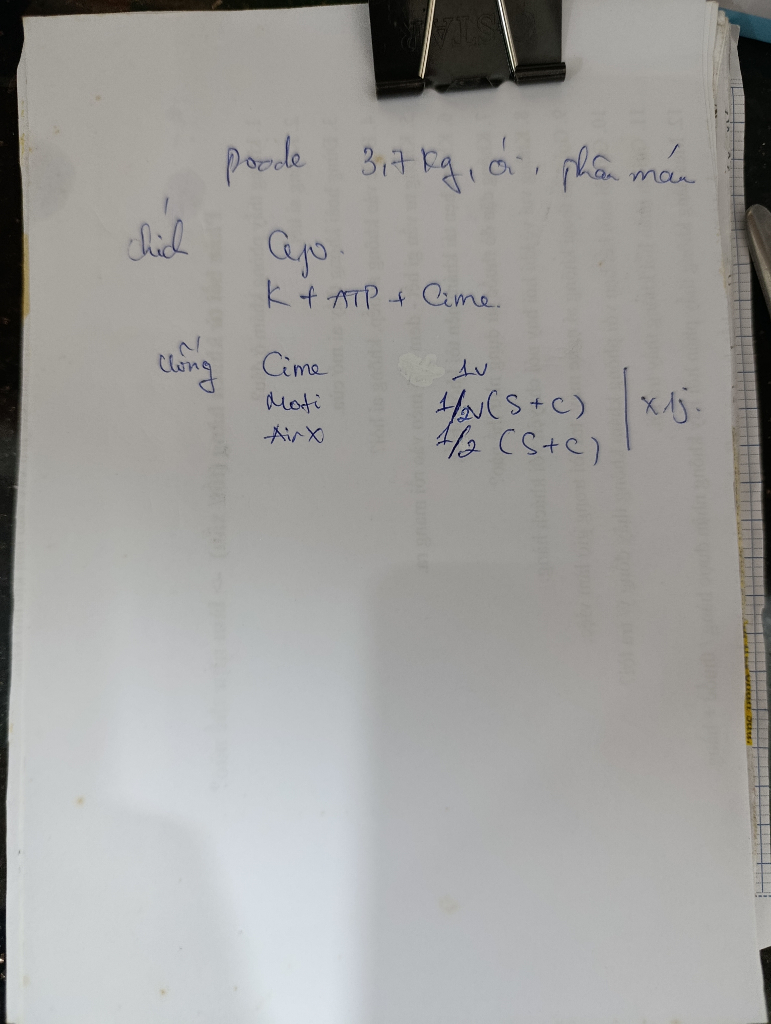 poode 3,7 kg, ói, phân máu
chích
K + ATP + Cime.
uống Cime 1v
Moti 1/2v (S + C)
AirX 1/2 (S + C)
x 1j.